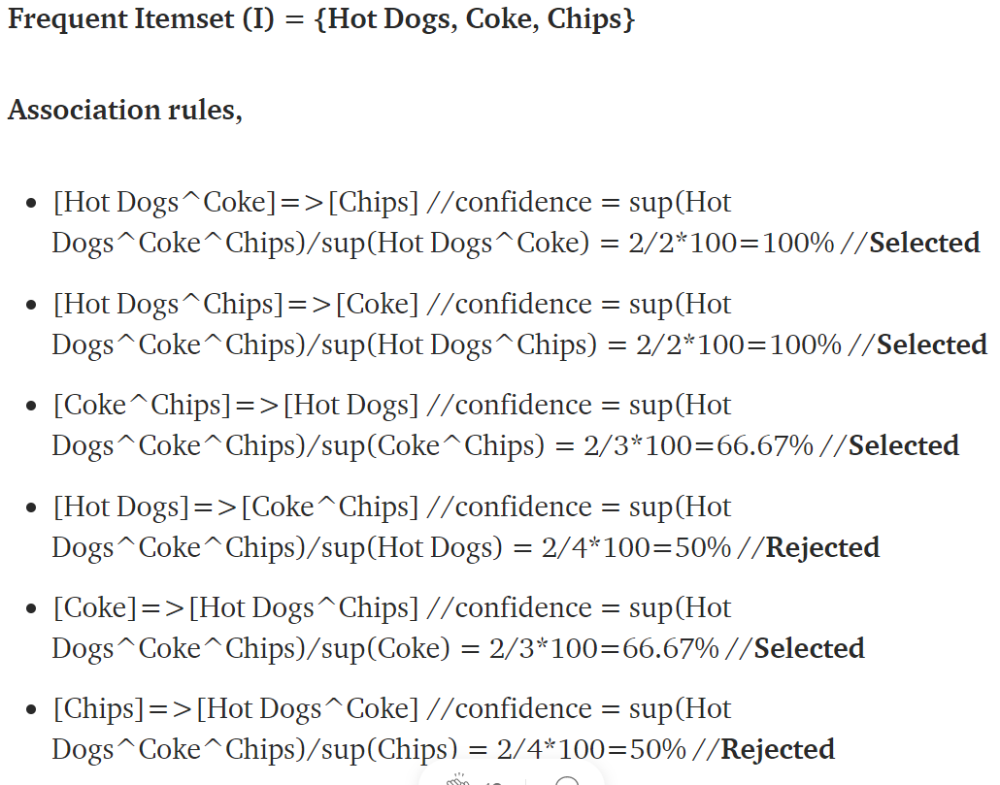 Frequent Itemset (I) = {Hot Dogs, Coke, Chips}
Association rules,
• [Hot Dogs^Coke]=>[Chips] //confidence = sup(Hot
Dogs^Coke^Chips)/sup(Hot Dogs^Coke) = 2/2*100=100% //Selected
• [Hot Dogs^Chips]=>[Coke] //confidence = sup(Hot
Dogs^Coke^Chips)/sup(Hot Dogs^Chips) = 2/2*100=100% //Selected
• [Coke^Chips]=>[Hot Dogs] //confidence = sup(Hot
Dogs^Coke^Chips)/sup(Coke^Chips) = 2/3*100=66.67% //Selected
• [Hot Dogs]=>[Coke^Chips] //confidence = sup(Hot
Dogs^Coke^Chips)/sup(Hot Dogs) = 2/4*100=50% //Rejected
• [Coke]=>[Hot Dogs^Chips] //confidence = sup(Hot
Dogs^Coke^Chips)/sup(Coke) = 2/3*100=66.67% //Selected
• [Chips]=>[Hot Dogs^Coke] //confidence = sup(Hot
Dogs^Coke^Chips)/sup(Chips) = 2/4*100=50% //Rejected